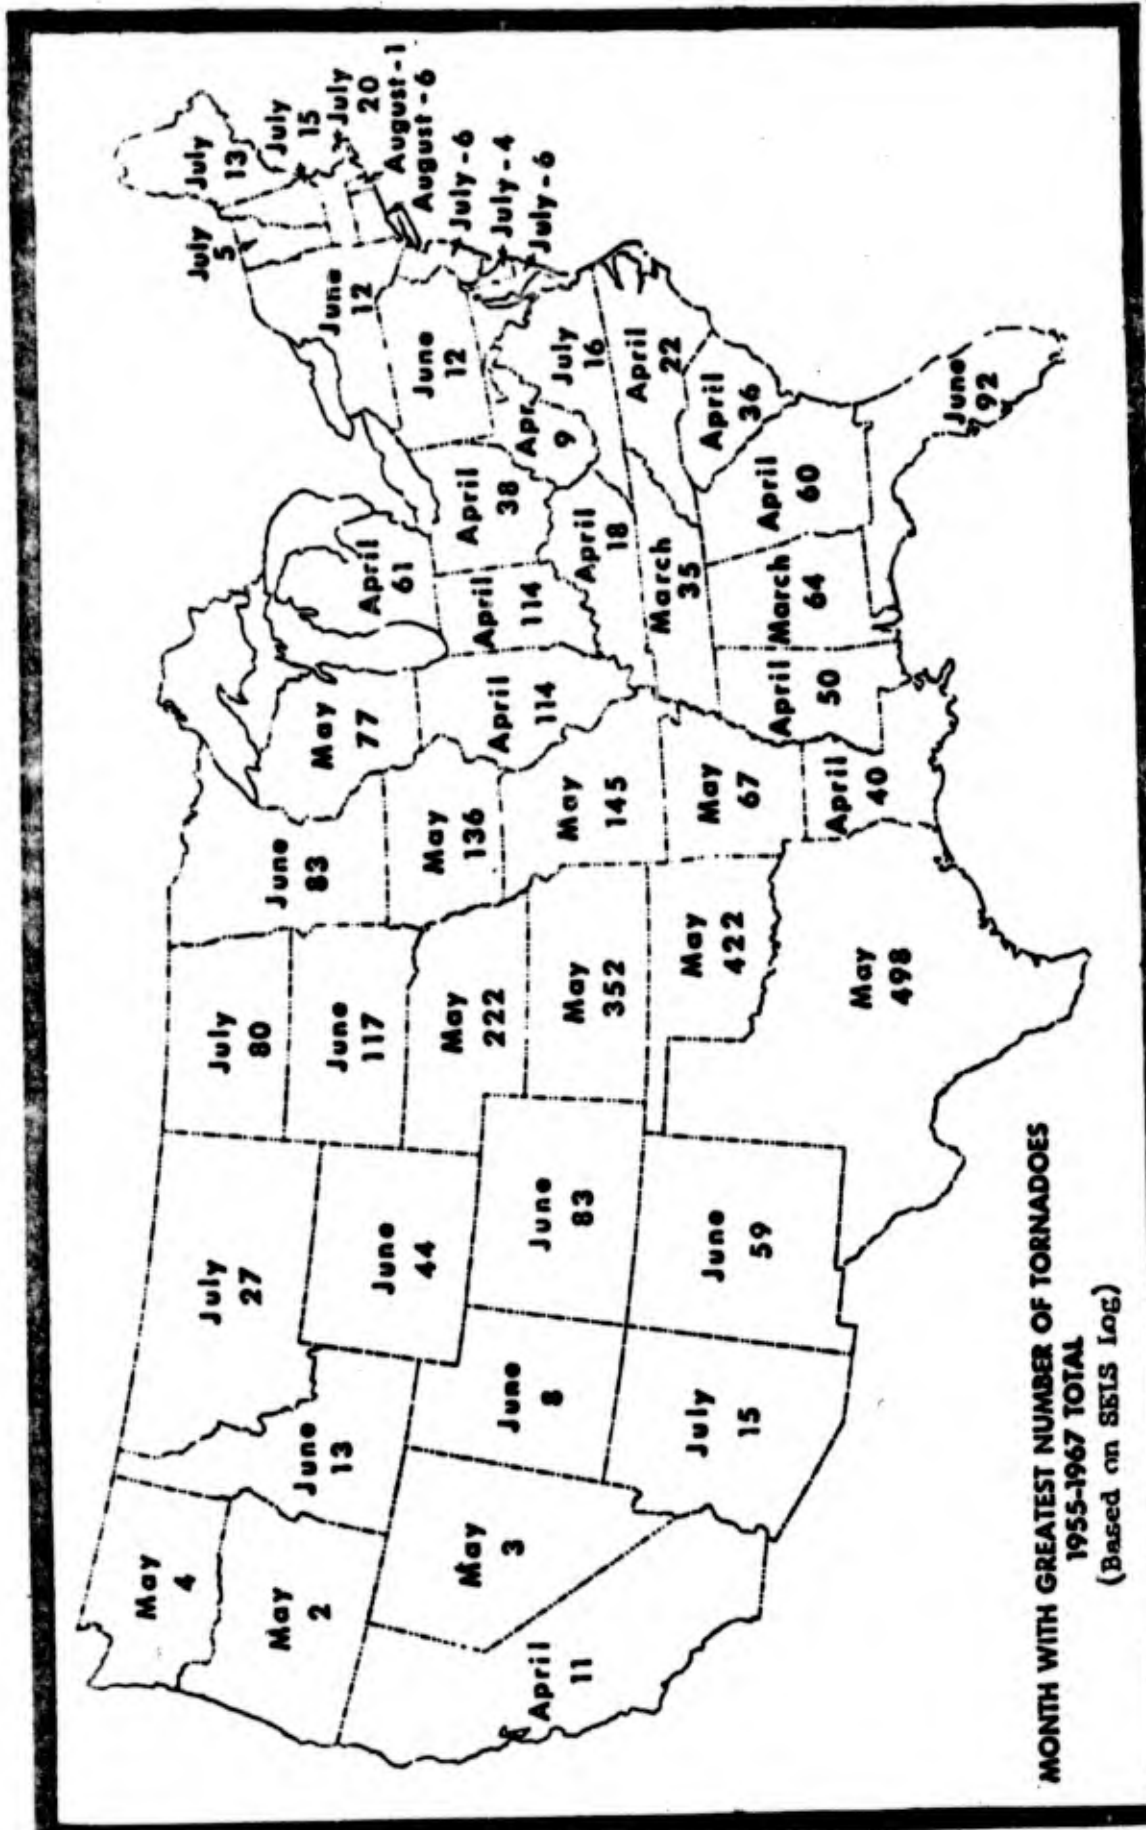 May
4
May
2
April
11
May
3
June
13
July
27
June
44
June
8
July
15
June
83
June
59
July
80
June
117
May
222
May
352
May
422
May
498
June
83
May
136
May
145
May
67
April
40
May
77
April
114
April
114
April
61
April
38
April
18
March
35
April
50
March
64
April
60
June
92
April
36
April
22
July
16
Apr.
9
June
12
June
12
July
5
July
13
July
15
July
20
August-1
August-6
July-6
July-4
July-6
MONTH WITH GREATEST NUMBER OF TORNADOES
1955-1967 TOTAL
(Based on SELS Log)